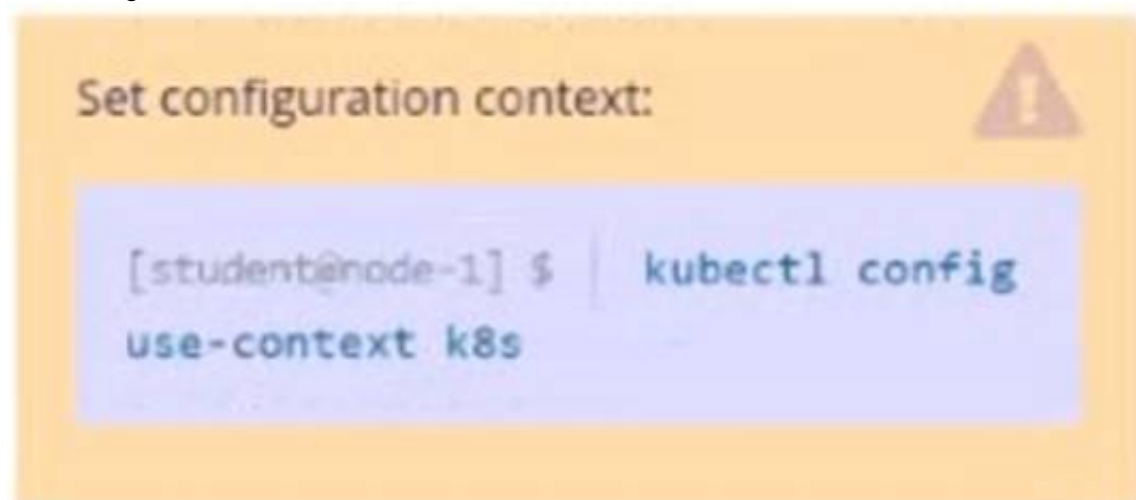 Set configuration context:
[student@node-1] $ | kubectl config
use-context k8s